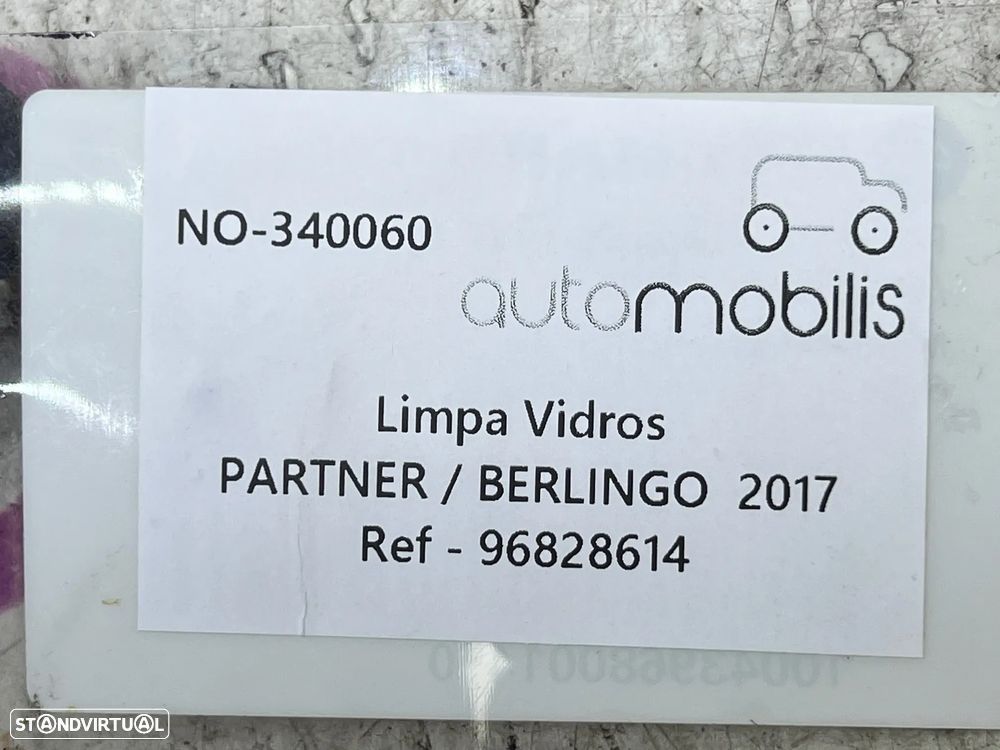 NO-340060
automobilis
Limpa Vidros
PARTNER / BERLINGO 2017
Ref - 96828614
STANDVIRTUAL